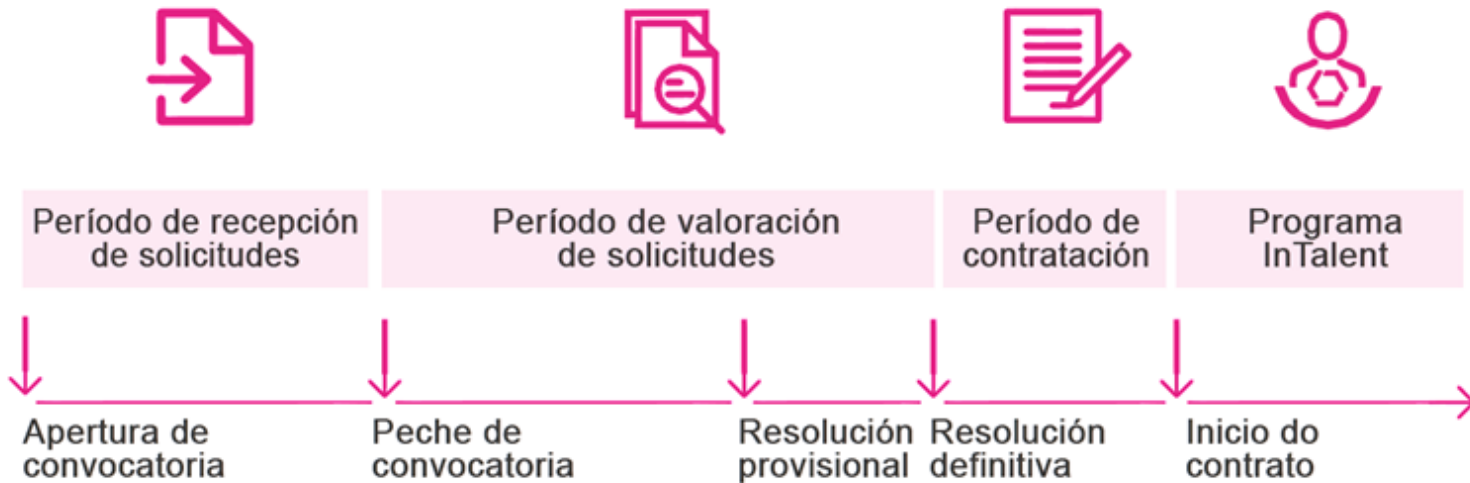 Período de recepción
de solicitudes
Período de valoración
de solicitudes
Período de
contratación
Programa
InTalent
Apertura de
convocatoria
Peche de
convocatoria
Resolución
provisional
Resolución
definitiva
Inicio do
contrato